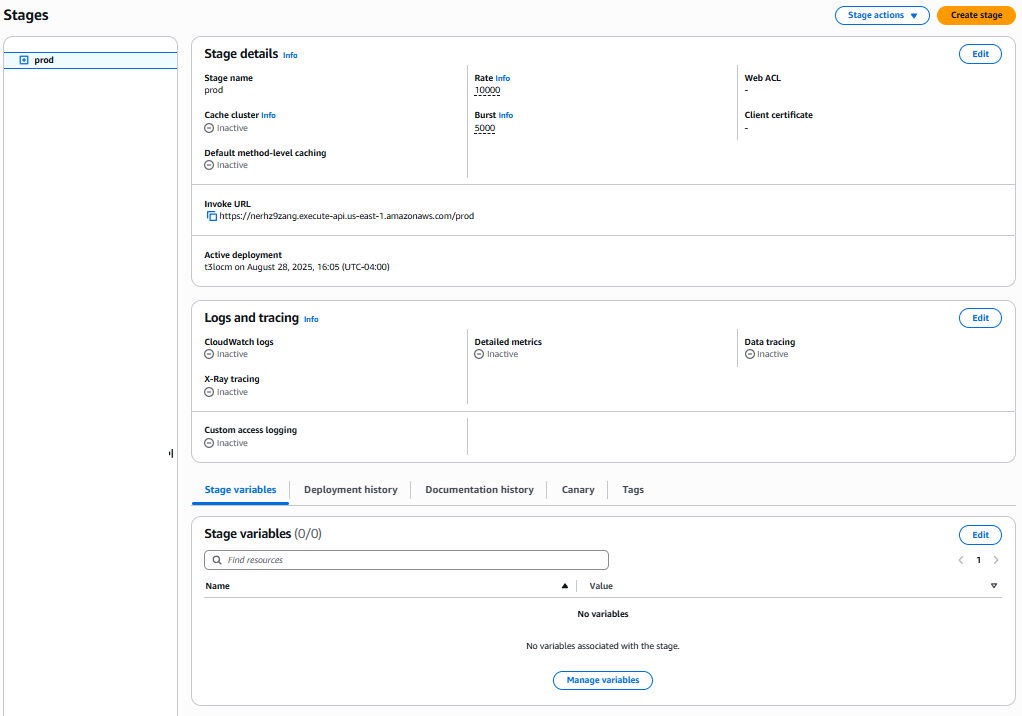 Stages
Stage actions
Create stage
prod
Stage details Info
Edit
Stage name
prod
Rate Info
10000
Web ACL
-
Cache cluster Info
Inactive
Burst Info
5000
Client certificate
-
Default method-level caching
Inactive
Invoke URL
https://nerhz9zang.execute-api.us-east-1.amazonaws.com/prod
Active deployment
t3locm on August 28, 2025, 16:05 (UTC-04:00)
Logs and tracing Info
Edit
CloudWatch logs
Inactive
Detailed metrics
Inactive
Data tracing
Inactive
X-Ray tracing
Inactive
Custom access logging
Inactive
Stage variables
Deployment history
Documentation history
Canary
Tags
Stage variables (0/0)
Edit
Find resources
1
Name
Value
No variables
No variables associated with the stage.
Manage variables